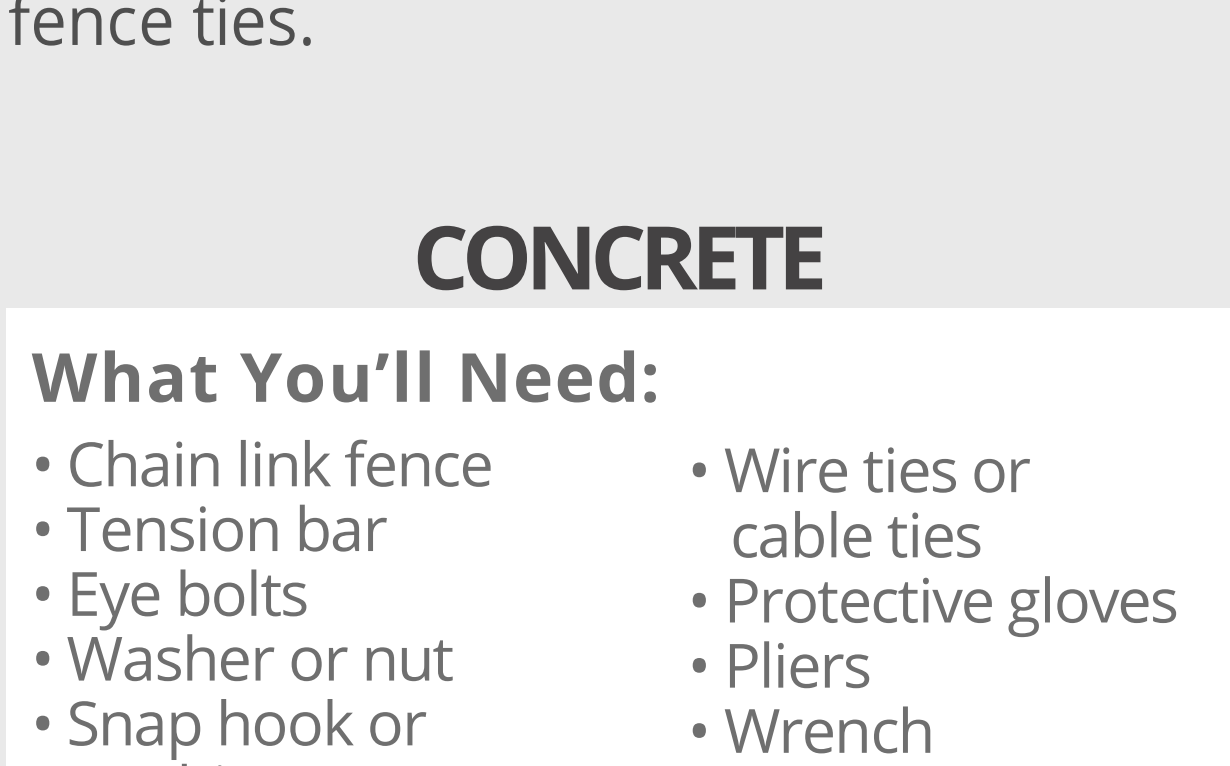 fence ties.
CONCRETE
What You’ll Need:
• Chain link fence
• Tension bar
• Eye bolts
• Washer or nut
• Snap hook or
• Wire ties or
cable ties
• Protective gloves
• Pliers
• Wrench